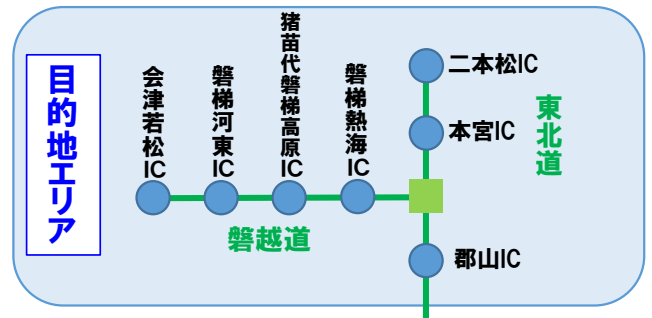 目的地エリア
会津若松IC
磐梯河東IC
猪苗代磐梯高原IC
磐梯熱海IC
磐越道
二本松IC
本宮IC
東北道
郡山IC